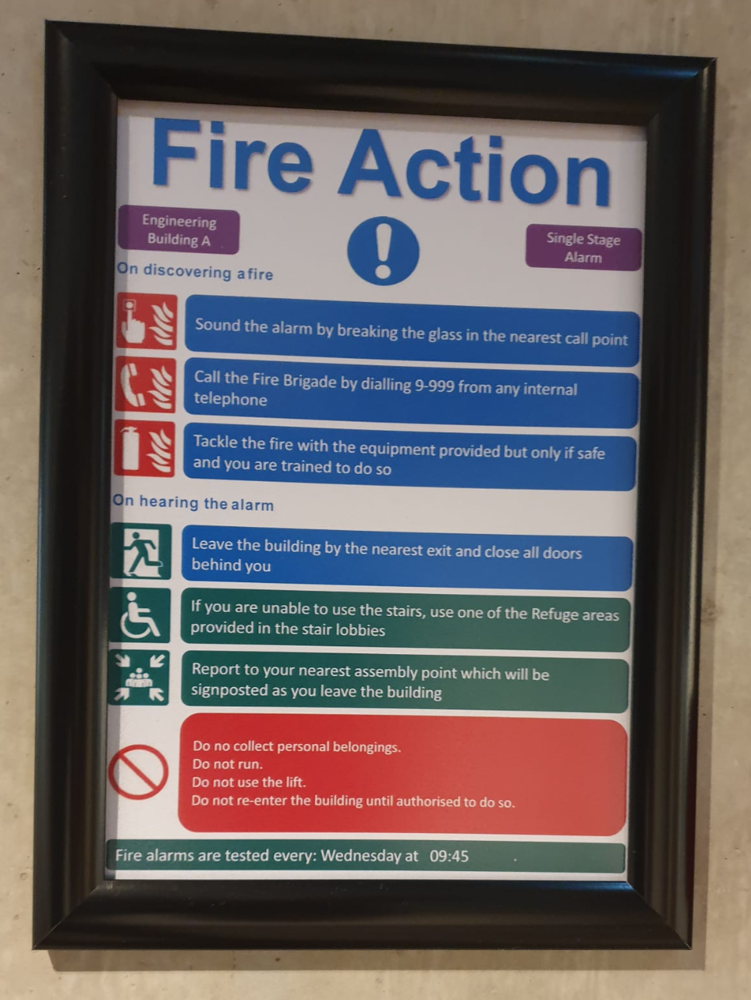 Fire Action
Engineering
Building A
Single Stage
Alarm
On discovering a fire
Sound the alarm by breaking the glass in the nearest call point
Call the Fire Brigade by dialling 9-999 from any internal
telephone
Tackle the fire with the equipment provided but only if safe
and you are trained to do so
On hearing the alarm
Leave the building by the nearest exit and close all doors
behind you
If you are unable to use the stairs, use one of the Refuge areas
provided in the stair lobbies
Report to your nearest assembly point which will be
signposted as you leave the building
Do no collect personal belongings.
Do not run.
Do not use the lift.
Do not re-enter the building until authorised to do so.
Fire alarms are tested every: Wednesday at 09:45